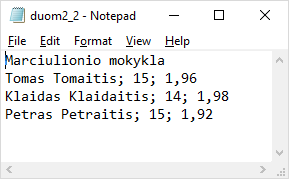 duom2_2 - Notepad
File Edit Format View Help
Marciulionio mokykla
Tomas Tomaitis; 15; 1,96
Klaidas Klaidaitis; 14; 1,98
Petras Petraitis; 15; 1,92